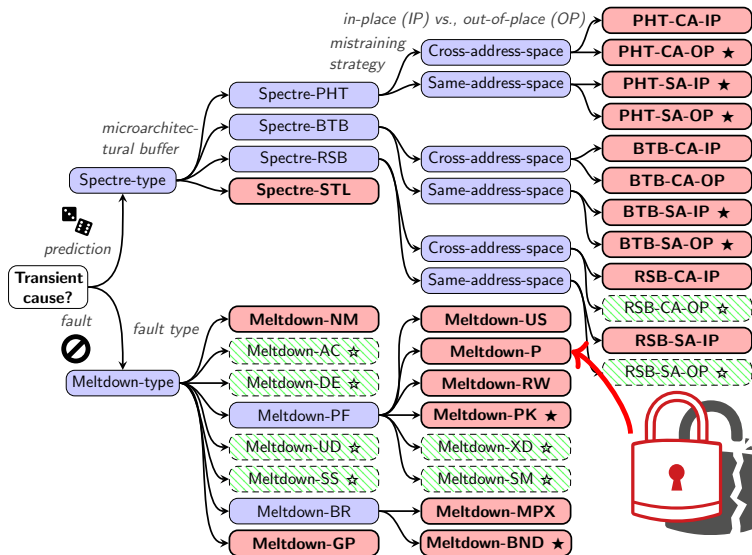 in-place (IP) vs., out-of-place (OP)
mistraining
strategy
microarchitec-
tural buffer
prediction
Transient
cause?
fault
fault type
Spectre-type
Meltdown-type
Spectre-PHT
Spectre-BTB
Spectre-RSB
Spectre-STL
Cross-address-space
Same-address-space
Cross-address-space
Same-address-space
Cross-address-space
Same-address-space
PHT-CA-IP
PHT-CA-OP ★
PHT-SA-IP ★
PHT-SA-OP ★
BTB-CA-IP
BTB-CA-OP
BTB-SA-IP ★
BTB-SA-OP ★
RSB-CA-IP
RSB-CA-OP ☆
RSB-SA-IP
RSB-SA-OP ☆
Meltdown-NM
Meltdown-AC ☆
Meltdown-DE ☆
Meltdown-PF
Meltdown-UD ☆
Meltdown-SS ☆
Meltdown-BR
Meltdown-GP
Meltdown-US
Meltdown-P
Meltdown-RW
Meltdown-PK ★
Meltdown-XD ☆
Meltdown-SM ☆
Meltdown-MPX
Meltdown-BND ★